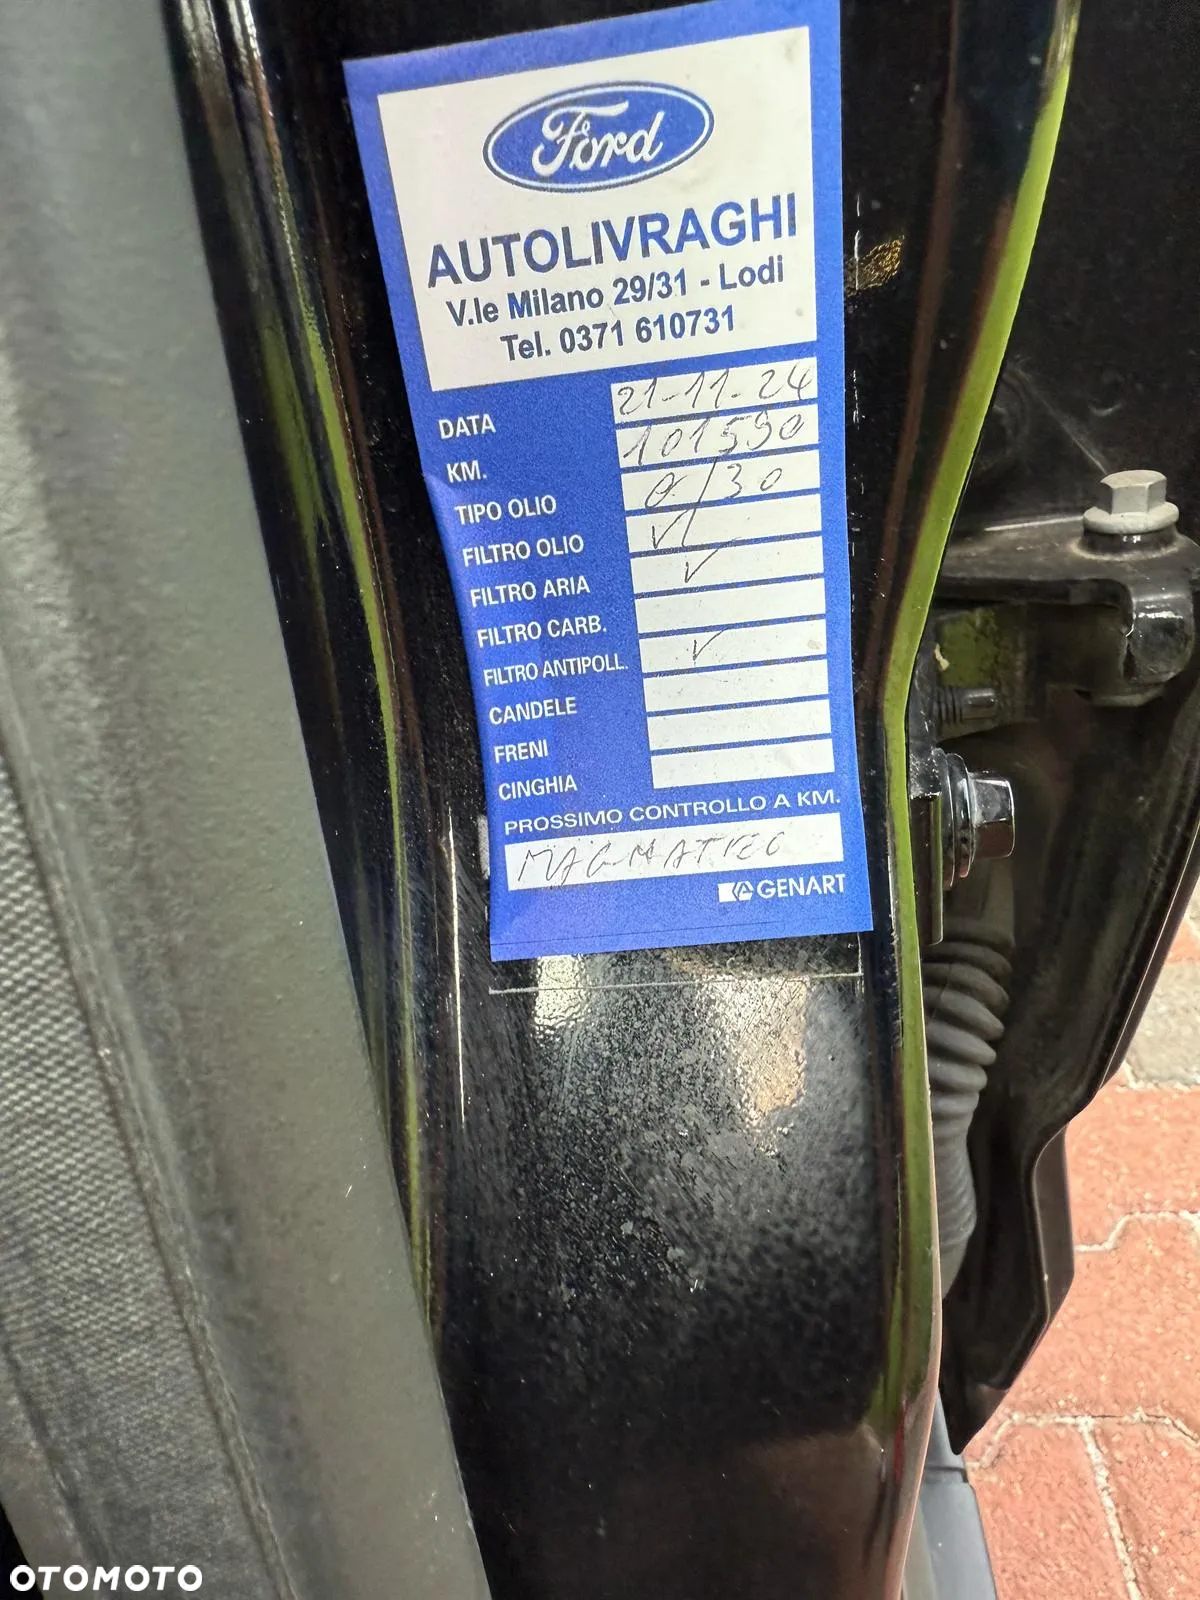 Ford
AUTOLIVRAGHI
V.le Milano 29/31 - Lodi
Tel. 0371 610731
DATA 21-11-24
KM. 101590
TIPO OLIO 0/30
FILTRO OLIO ✓
FILTRO ARIA ✓
FILTRO CARB.
FILTRO ANTIPOLL. ✓
CANDELE
FRENI
CINGHIA
PROSSIMO CONTROLLO A KM.
GENART
OTOMOTO